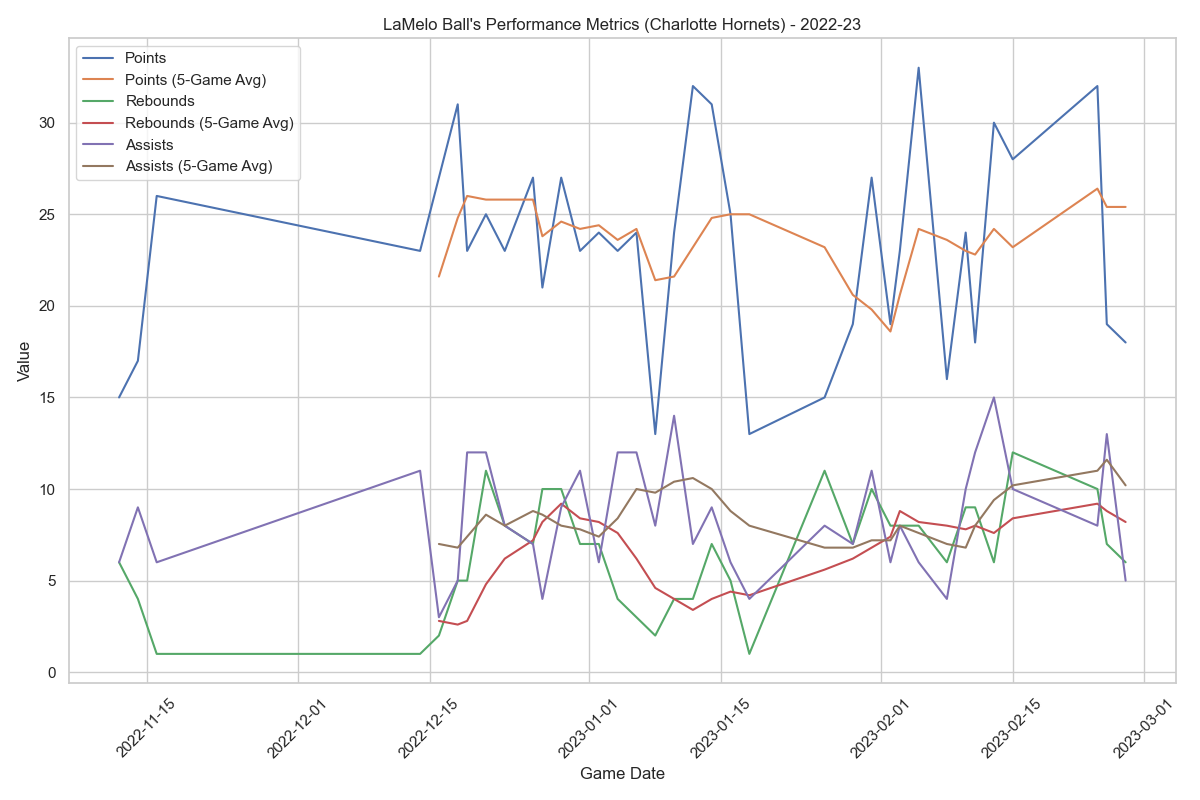 LaMelo Ball's Performance Metrics (Charlotte Hornets) - 2022-23
Points
Points (5-Game Avg)
Rebounds
Rebounds (5-Game Avg)
Assists
Assists (5-Game Avg)
30
25
20
15
10
5
0
Value
2022-11-15
2022-12-01
2022-12-15
2023-01-01
2023-01-15
2023-02-01
2023-02-15
2023-03-01
Game Date